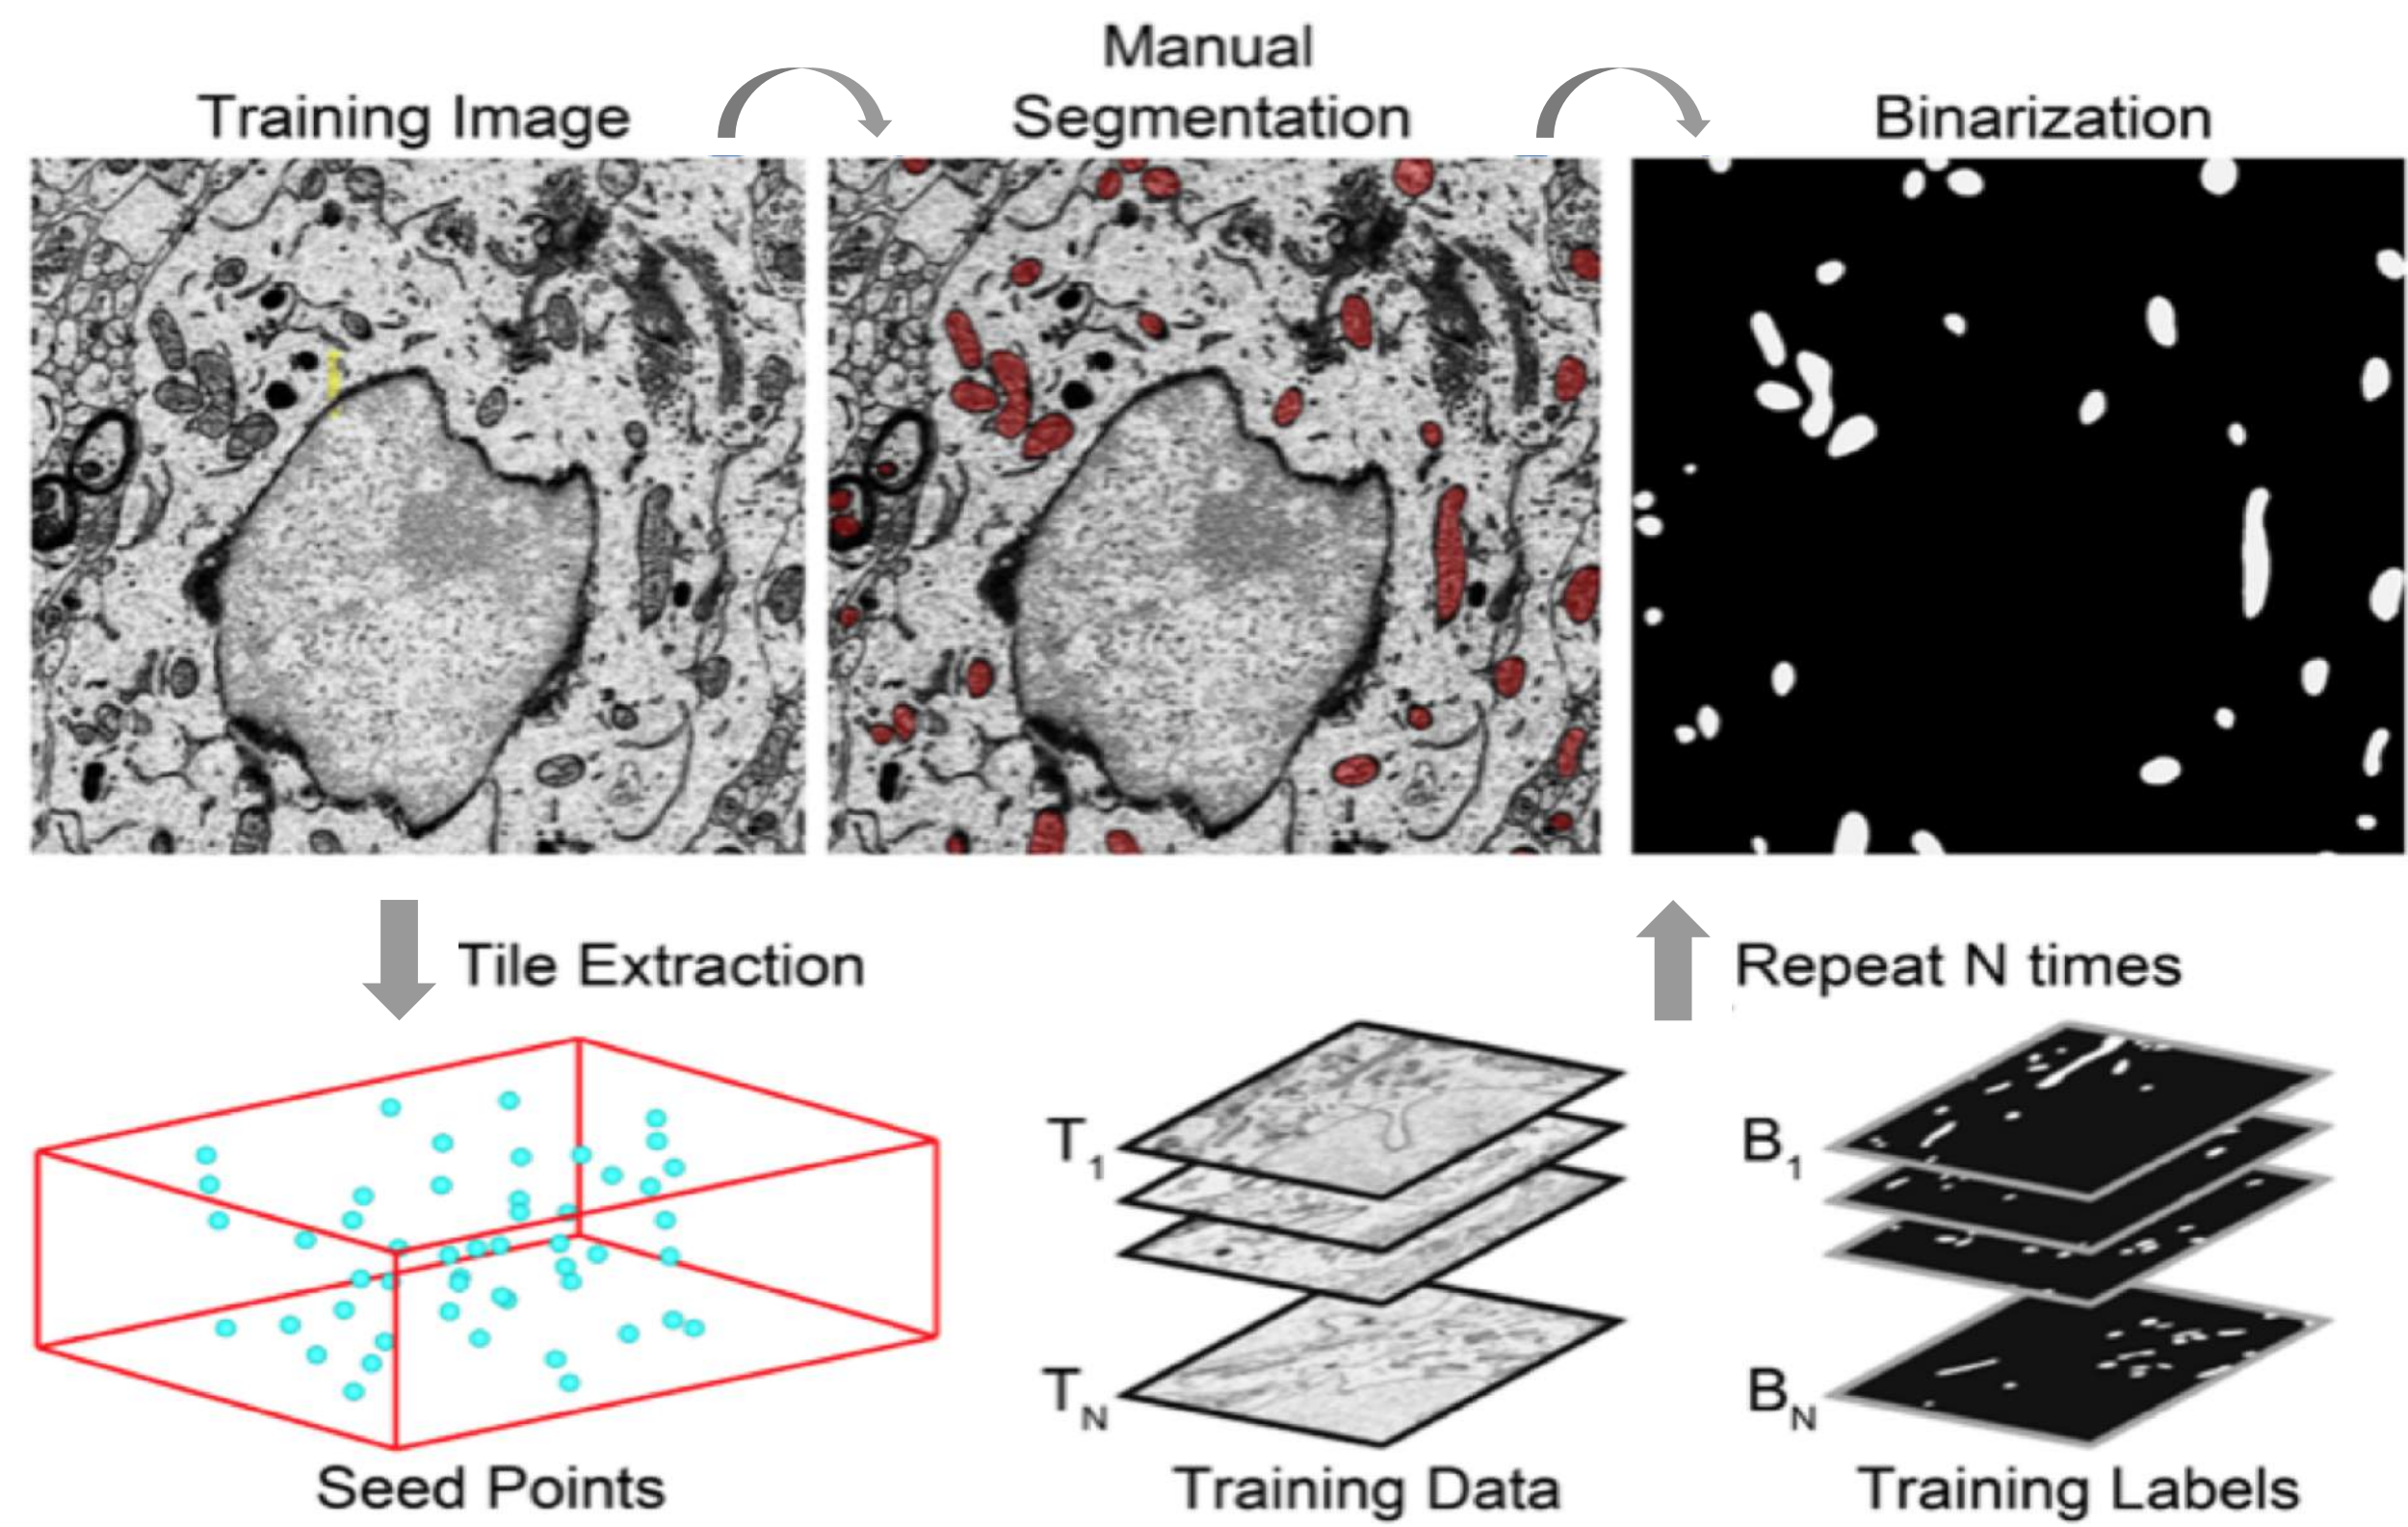 Training Image
Manual
Segmentation
Binarization
Tile Extraction
Repeat N times
T1
TN
B1
BN
Seed Points
Training Data
Training Labels